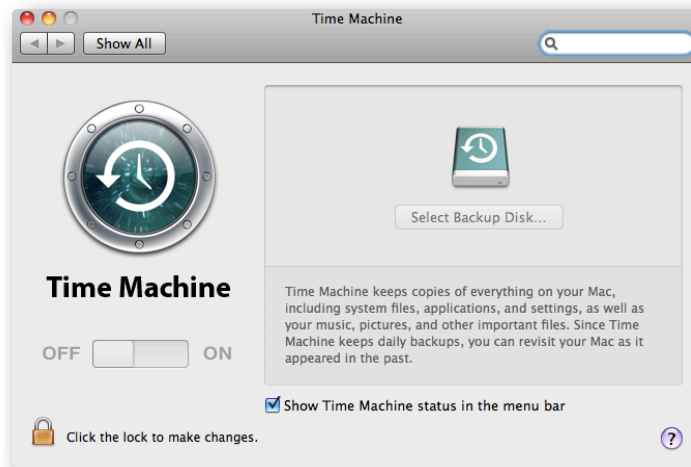 Time Machine
Show All
Select Backup Disk...
Time Machine
Time Machine keeps copies of everything on your Mac,
including system files, applications, and settings, as well as
your music, pictures, and other important files. Since Time
Machine keeps daily backups, you can revisit your Mac as it
appeared in the past.
OFF ON
Show Time Machine status in the menu bar
Click the lock to make changes.
?